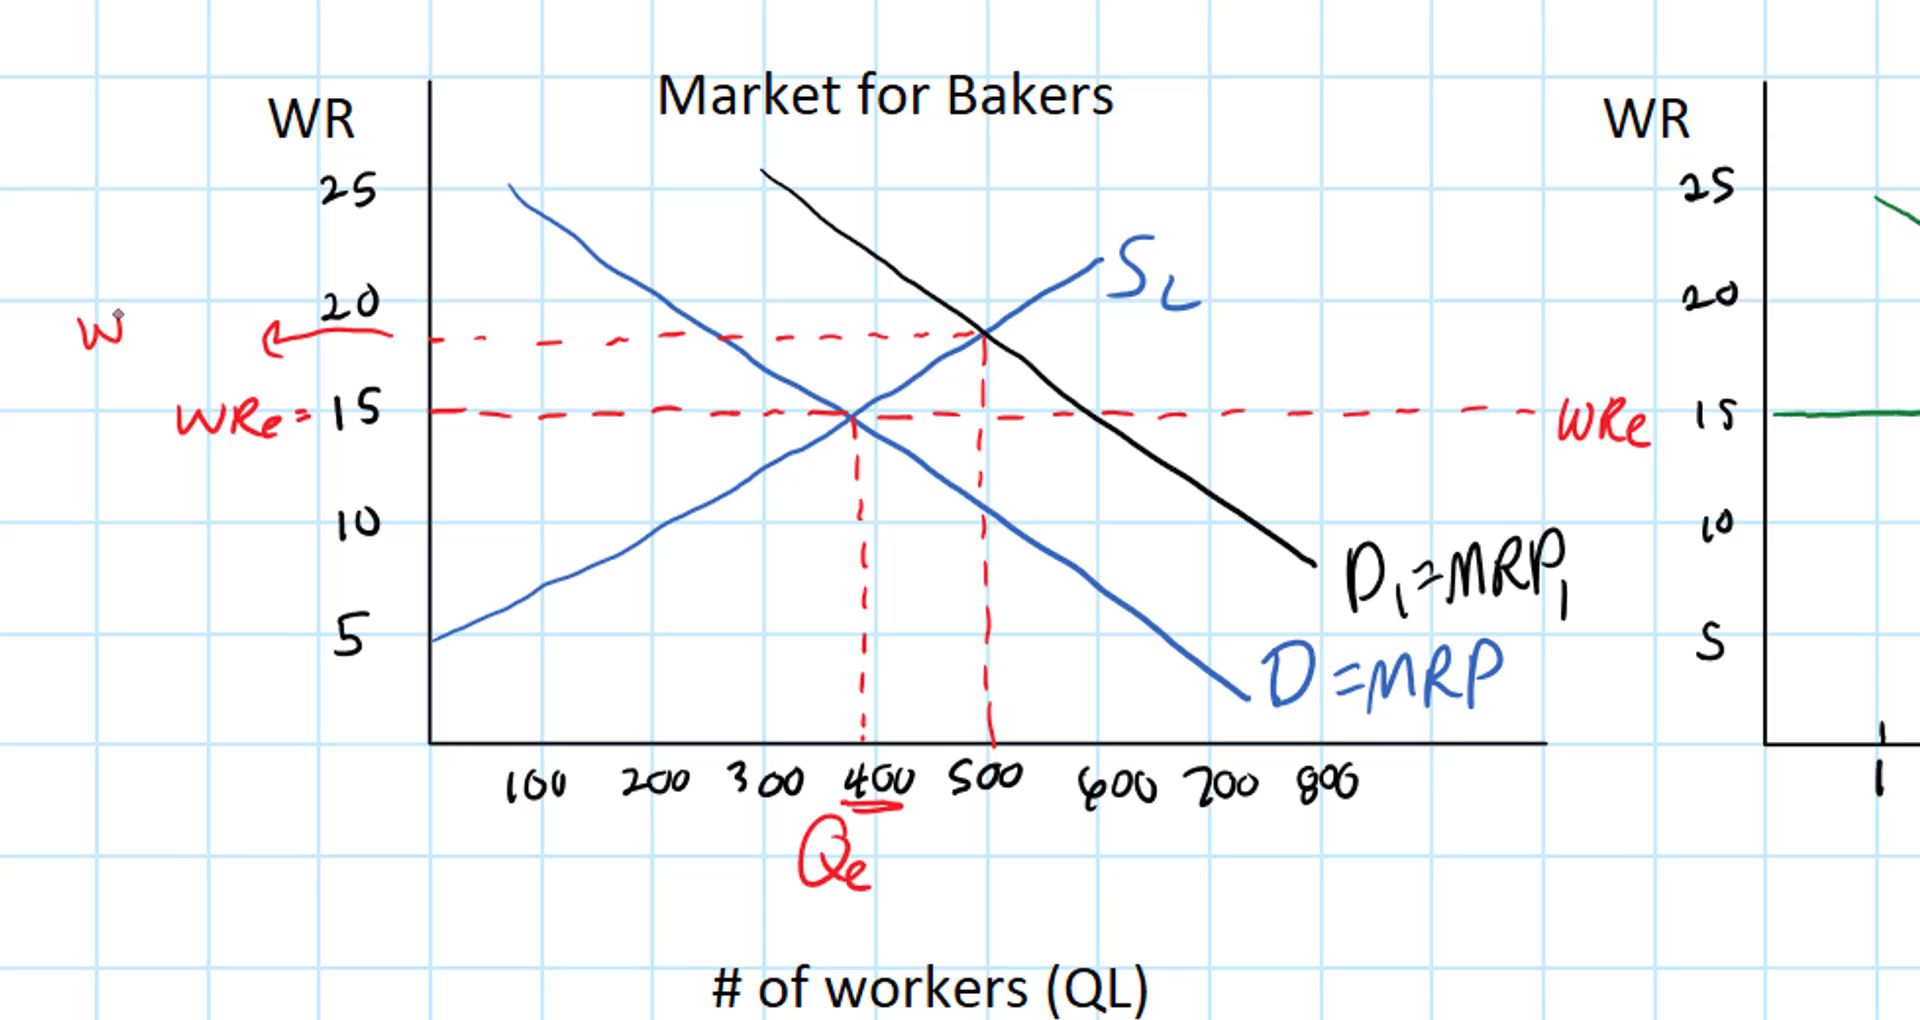 Market for Bakers
WR
25
20
W
WRe = 15
10
5
SL
D1=MRP1
D=MRP
100 200 300 400 500 600 700 800
Qe
# of workers (QL)
WR
25
20
WRe 15
10
5
1